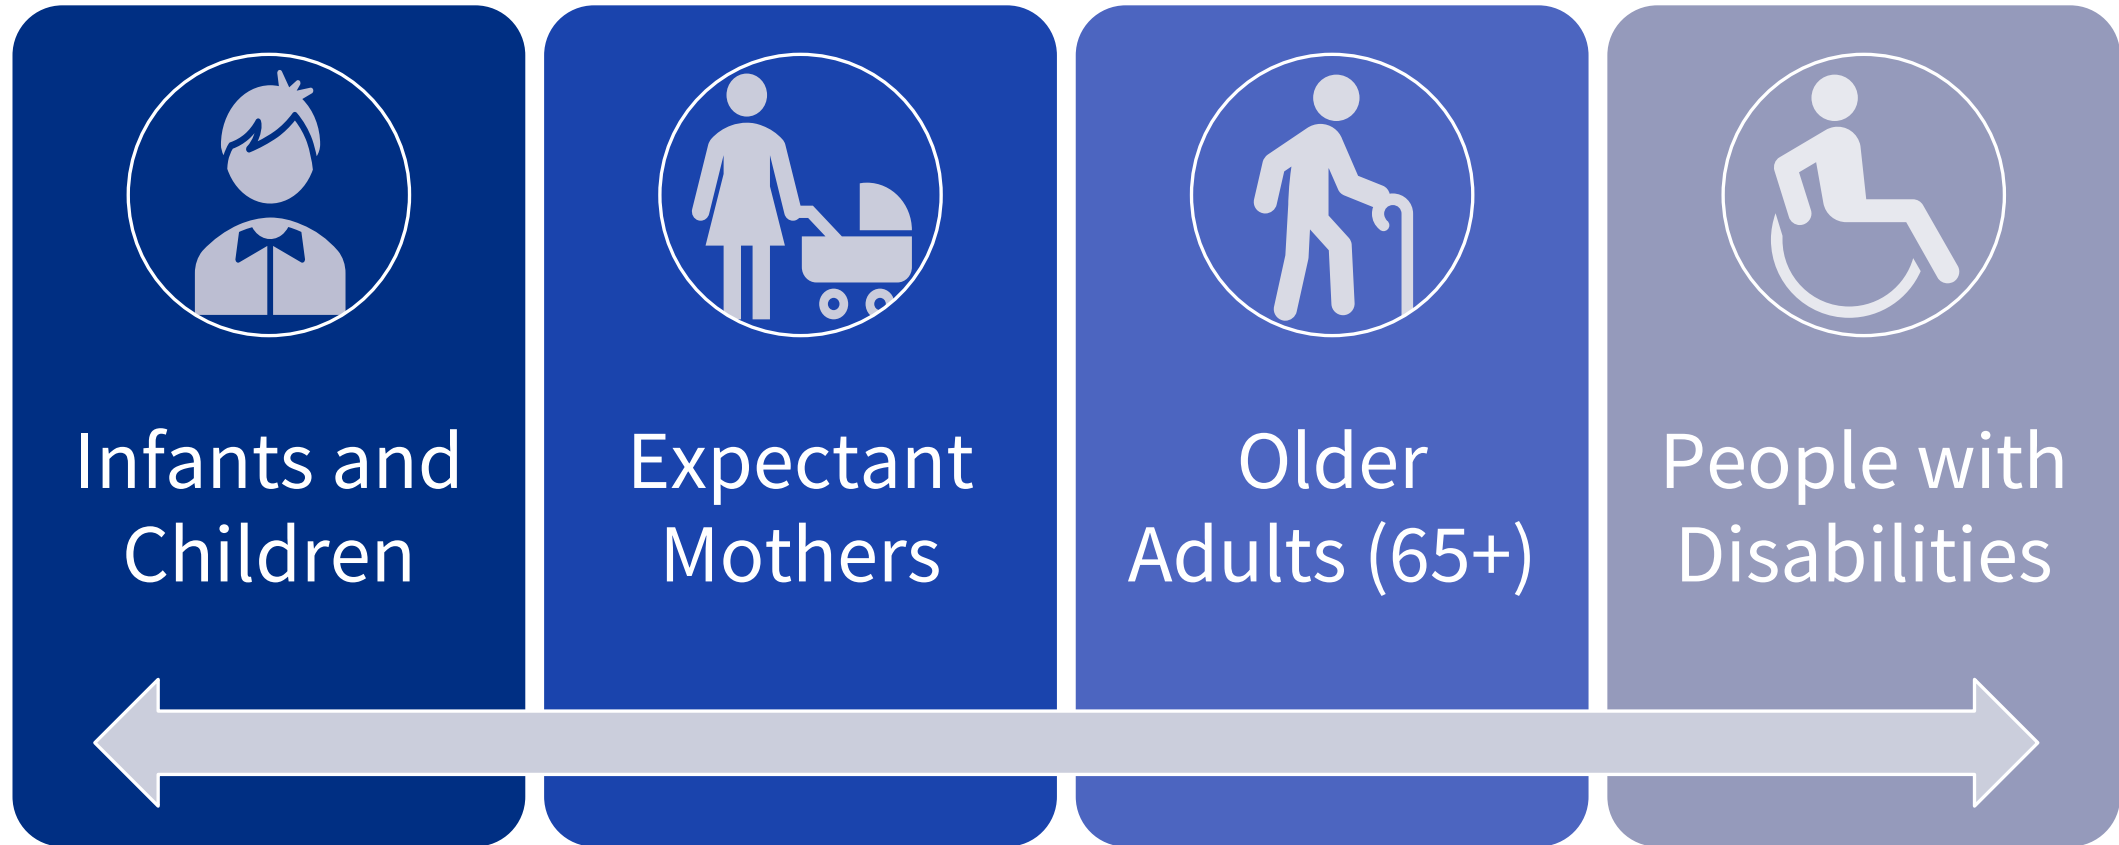 Infants and
Children
Expectant
Mothers
Older
Adults (65+)
People with
Disabilities